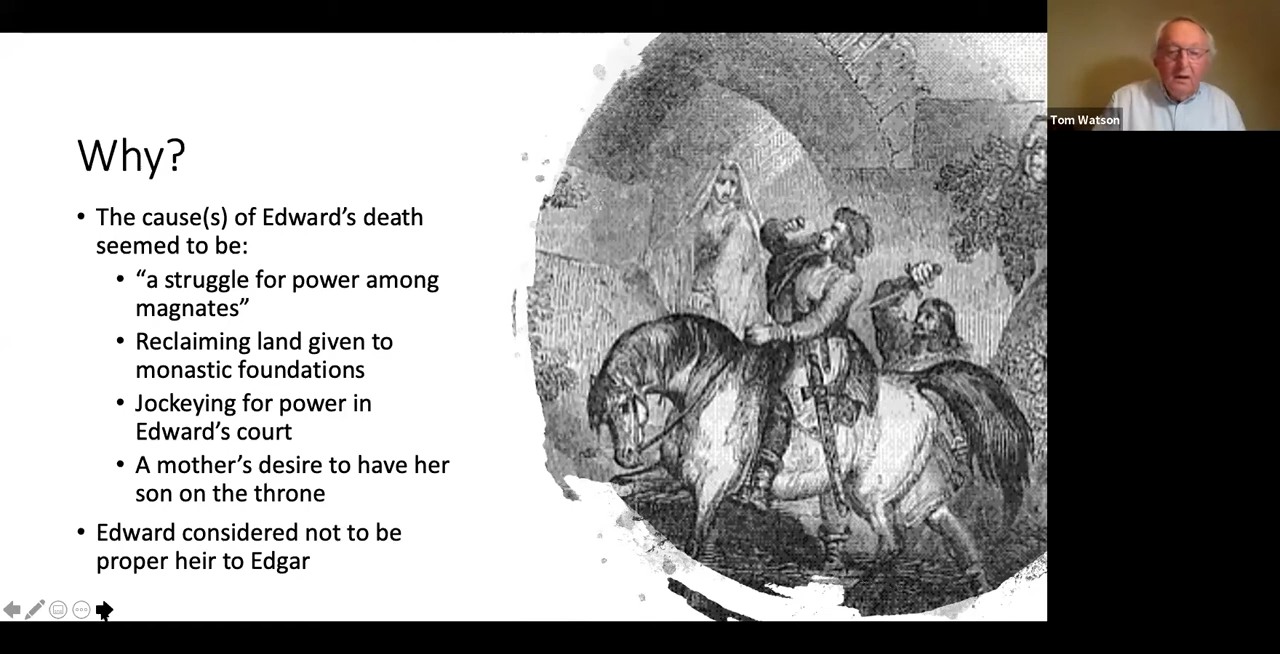 Why?
• The cause(s) of Edward’s death
seemed to be:
• “a struggle for power among
magnates”
• Reclaiming land given to
monastic foundations
• Jockeying for power in
Edward’s court
• A mother’s desire to have her
son on the throne
• Edward considered not to be
proper heir to Edgar
Tom Watson